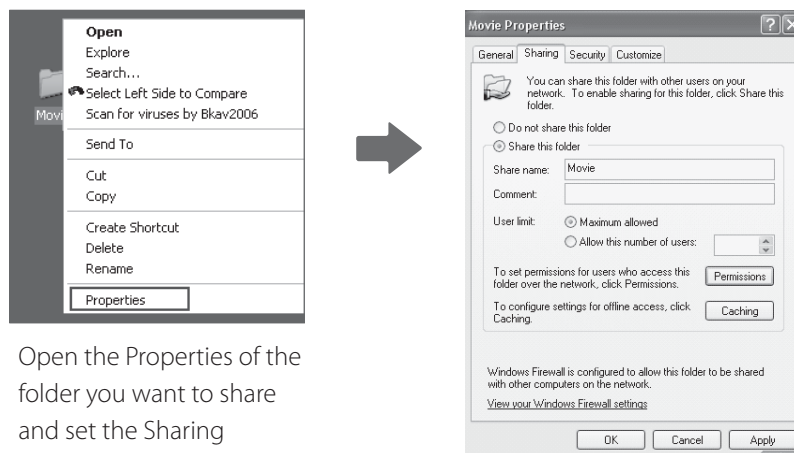 Open
Explore
Search...
Select Left Side to Compare
Scan for viruses by Bkav2006
Send To
Cut
Copy
Create Shortcut
Delete
Rename
Properties
Movi
Open the Properties of the
folder you want to share
and set the Sharing
Movie Properties
General Sharing Security Customize
You can share this folder with other users on your
network. To enable sharing for this folder, click Share this
folder.
Do not share this folder
Share this folder
Share name: Movie
Comment:
User limit: Maximum allowed
Allow this number of users:
To set permissions for users who access this
folder over the network, click Permissions.
Permissions
To configure settings for offline access, click
Caching.
Caching
Windows Firewall is configured to allow this folder to be shared
with other computers on the network.
View your Windows Firewall settings
OK Cancel Apply